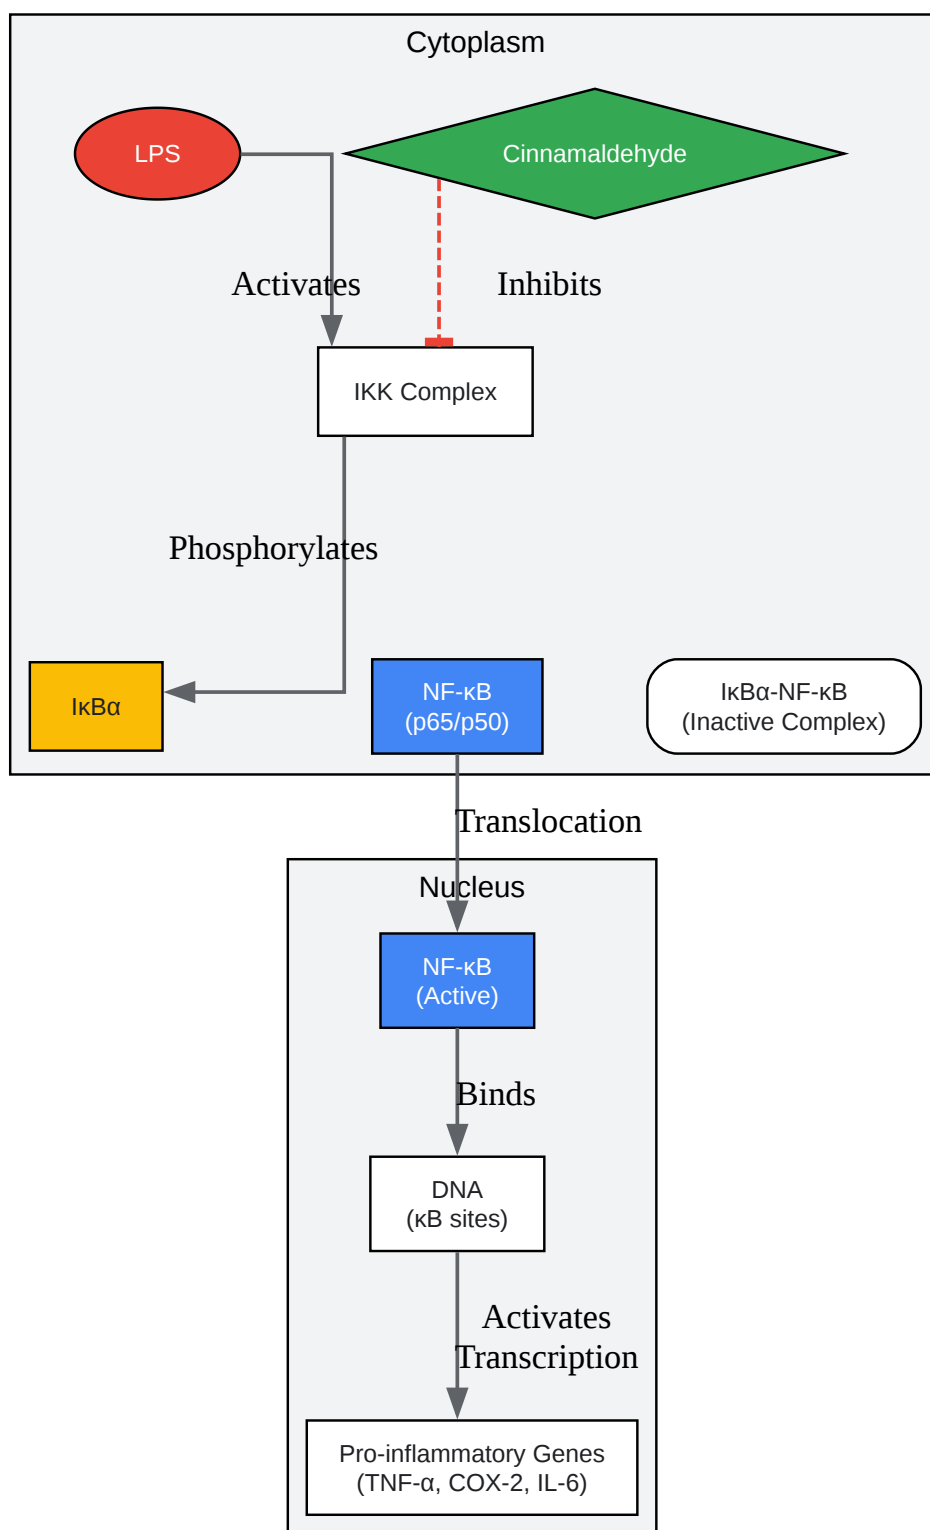 Cytoplasm
LPS
Cinnamaldehyde
Activates
Inhibits
IKK Complex
Phosphorylates
IκBα
NF-κB
(p65/p50)
IκBα-NF-κB
(Inactive Complex)
Translocation
Nucleus
NF-κB
(Active)
Binds
DNA
(κB sites)
Activates
Transcription
Pro-inflammatory Genes
(TNF-α, COX-2, IL-6)